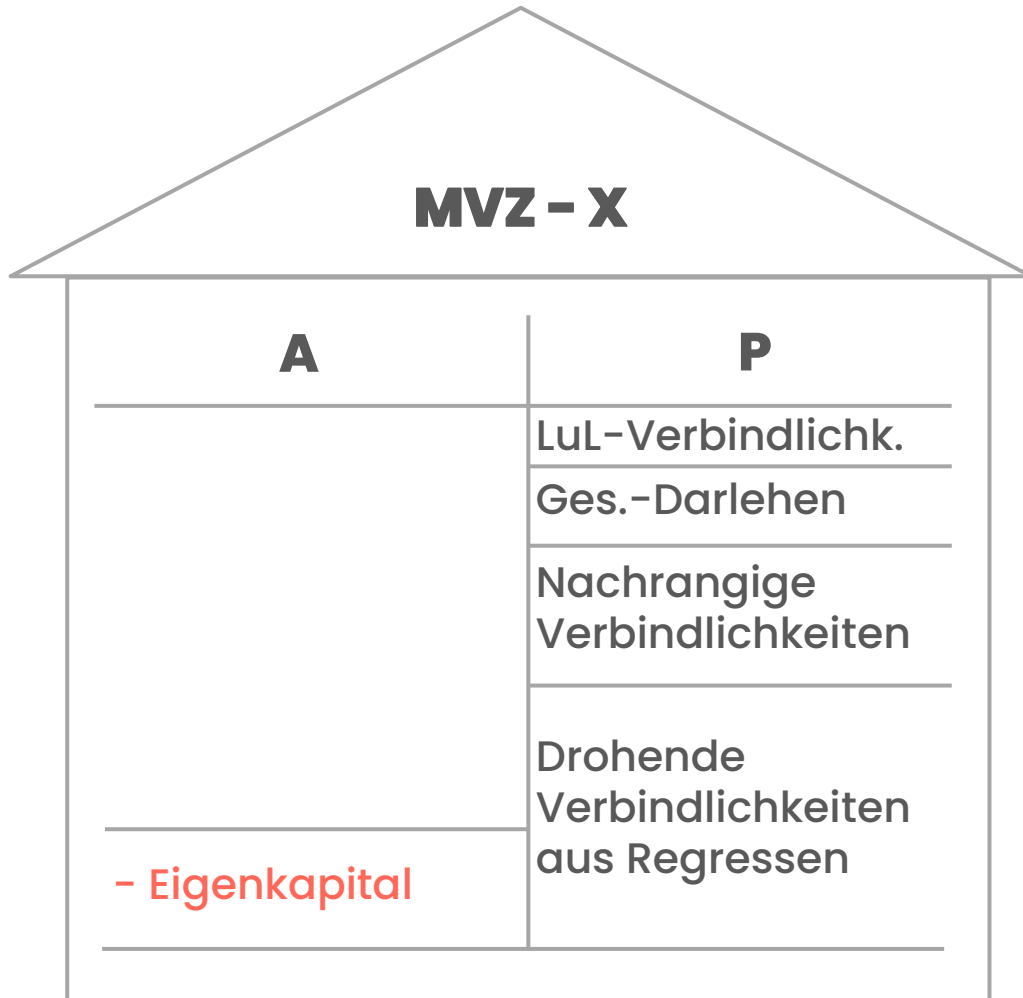 MVZ – X
A
P
LuL-Verbindlichk.
Ges.-Darlehen
Nachrangige
Verbindlichkeiten
Drohende
Verbindlichkeiten
aus Regressen
- Eigenkapital